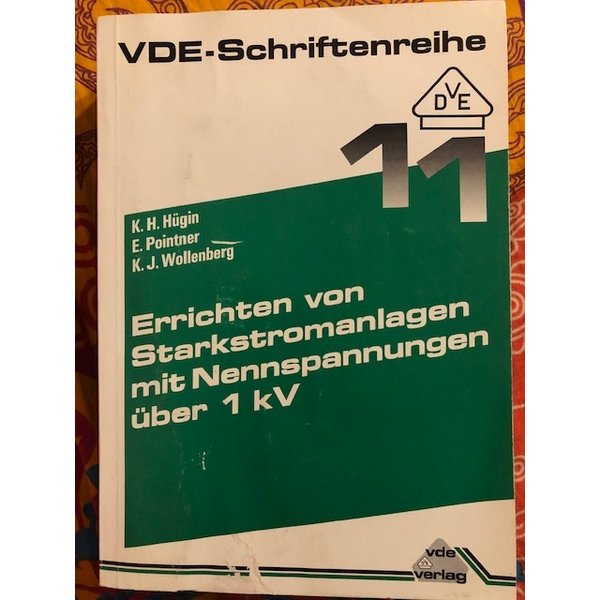 VDE-Schriftenreihe
DVE
11
K. H. Hügin
E. Pointner
K. J. Wollenberg
Errichten von
Starkstromanlagen
mit Nennspannungen
über 1 kV
vde
verlag